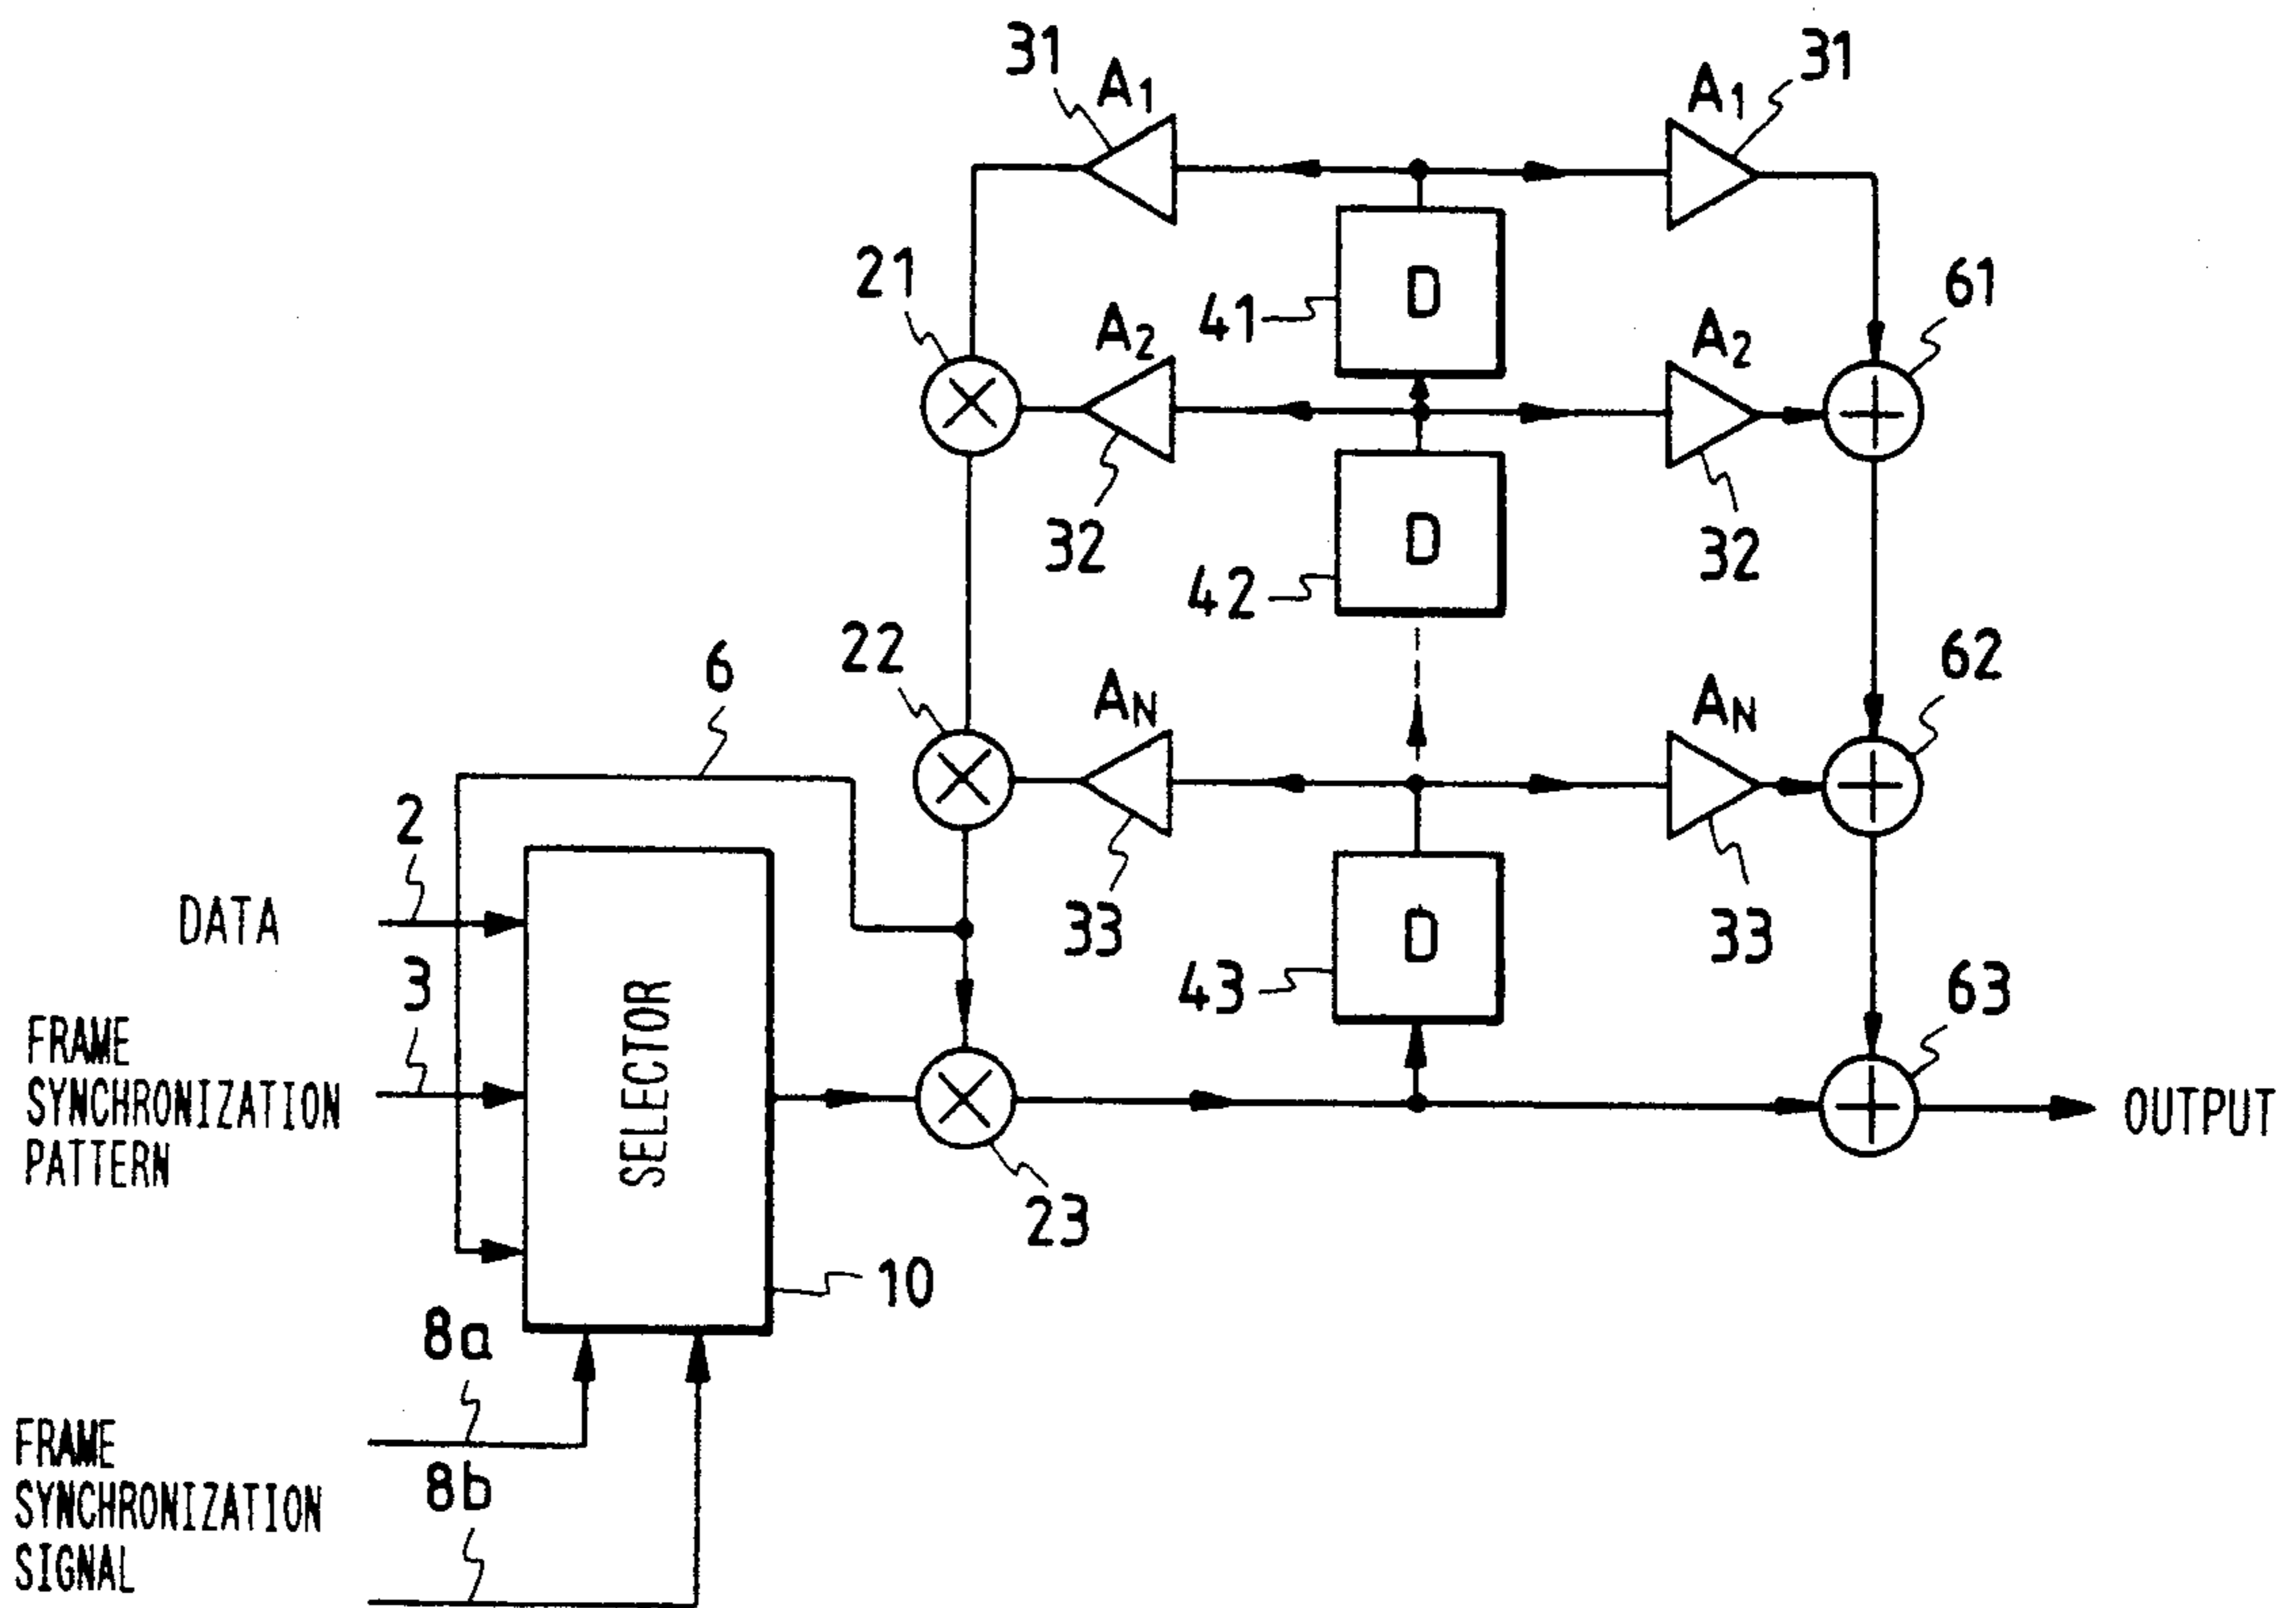 31
A1
A1
31
21
A2
41
D
A2
61
32
42
D
32
6
22
AN
AN
62
2
DATA
3
33
43
D
33
63
FRAME
SYNCHRONIZATION
PATTERN
SELECTOR
OUTPUT
23
10
8a
FRAME
SYNCHRONIZATION
SIGNAL
8b